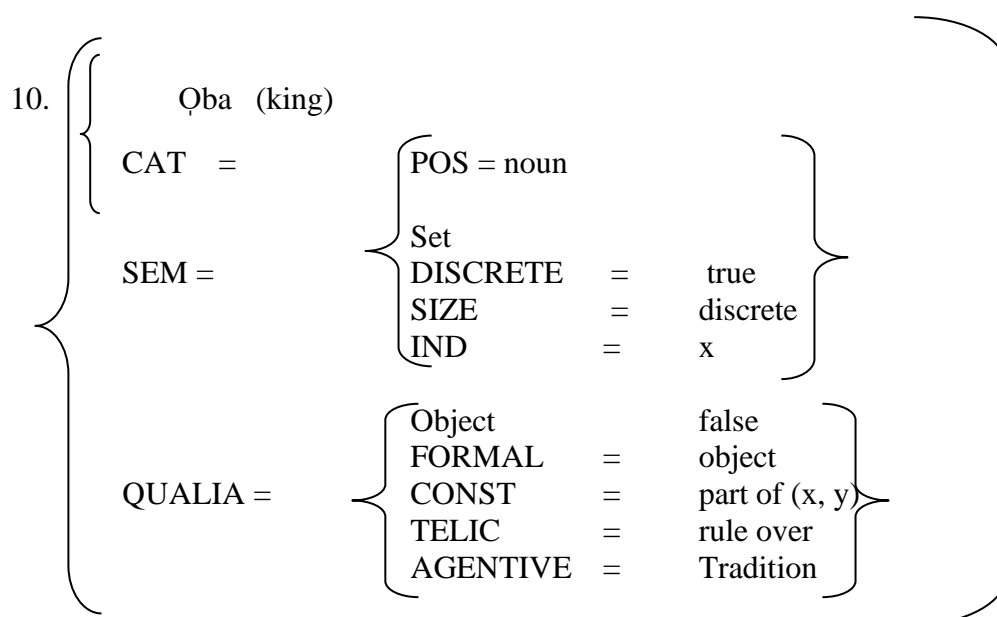 10. Ọba (king)
CAT = POS = noun
Set
SEM = DISCRETE = true
SIZE = discrete
IND = x
Object false
FORMAL = object
QUALIA = CONST = part of (x, y)
TELIC = rule over
AGENTIVE = Tradition